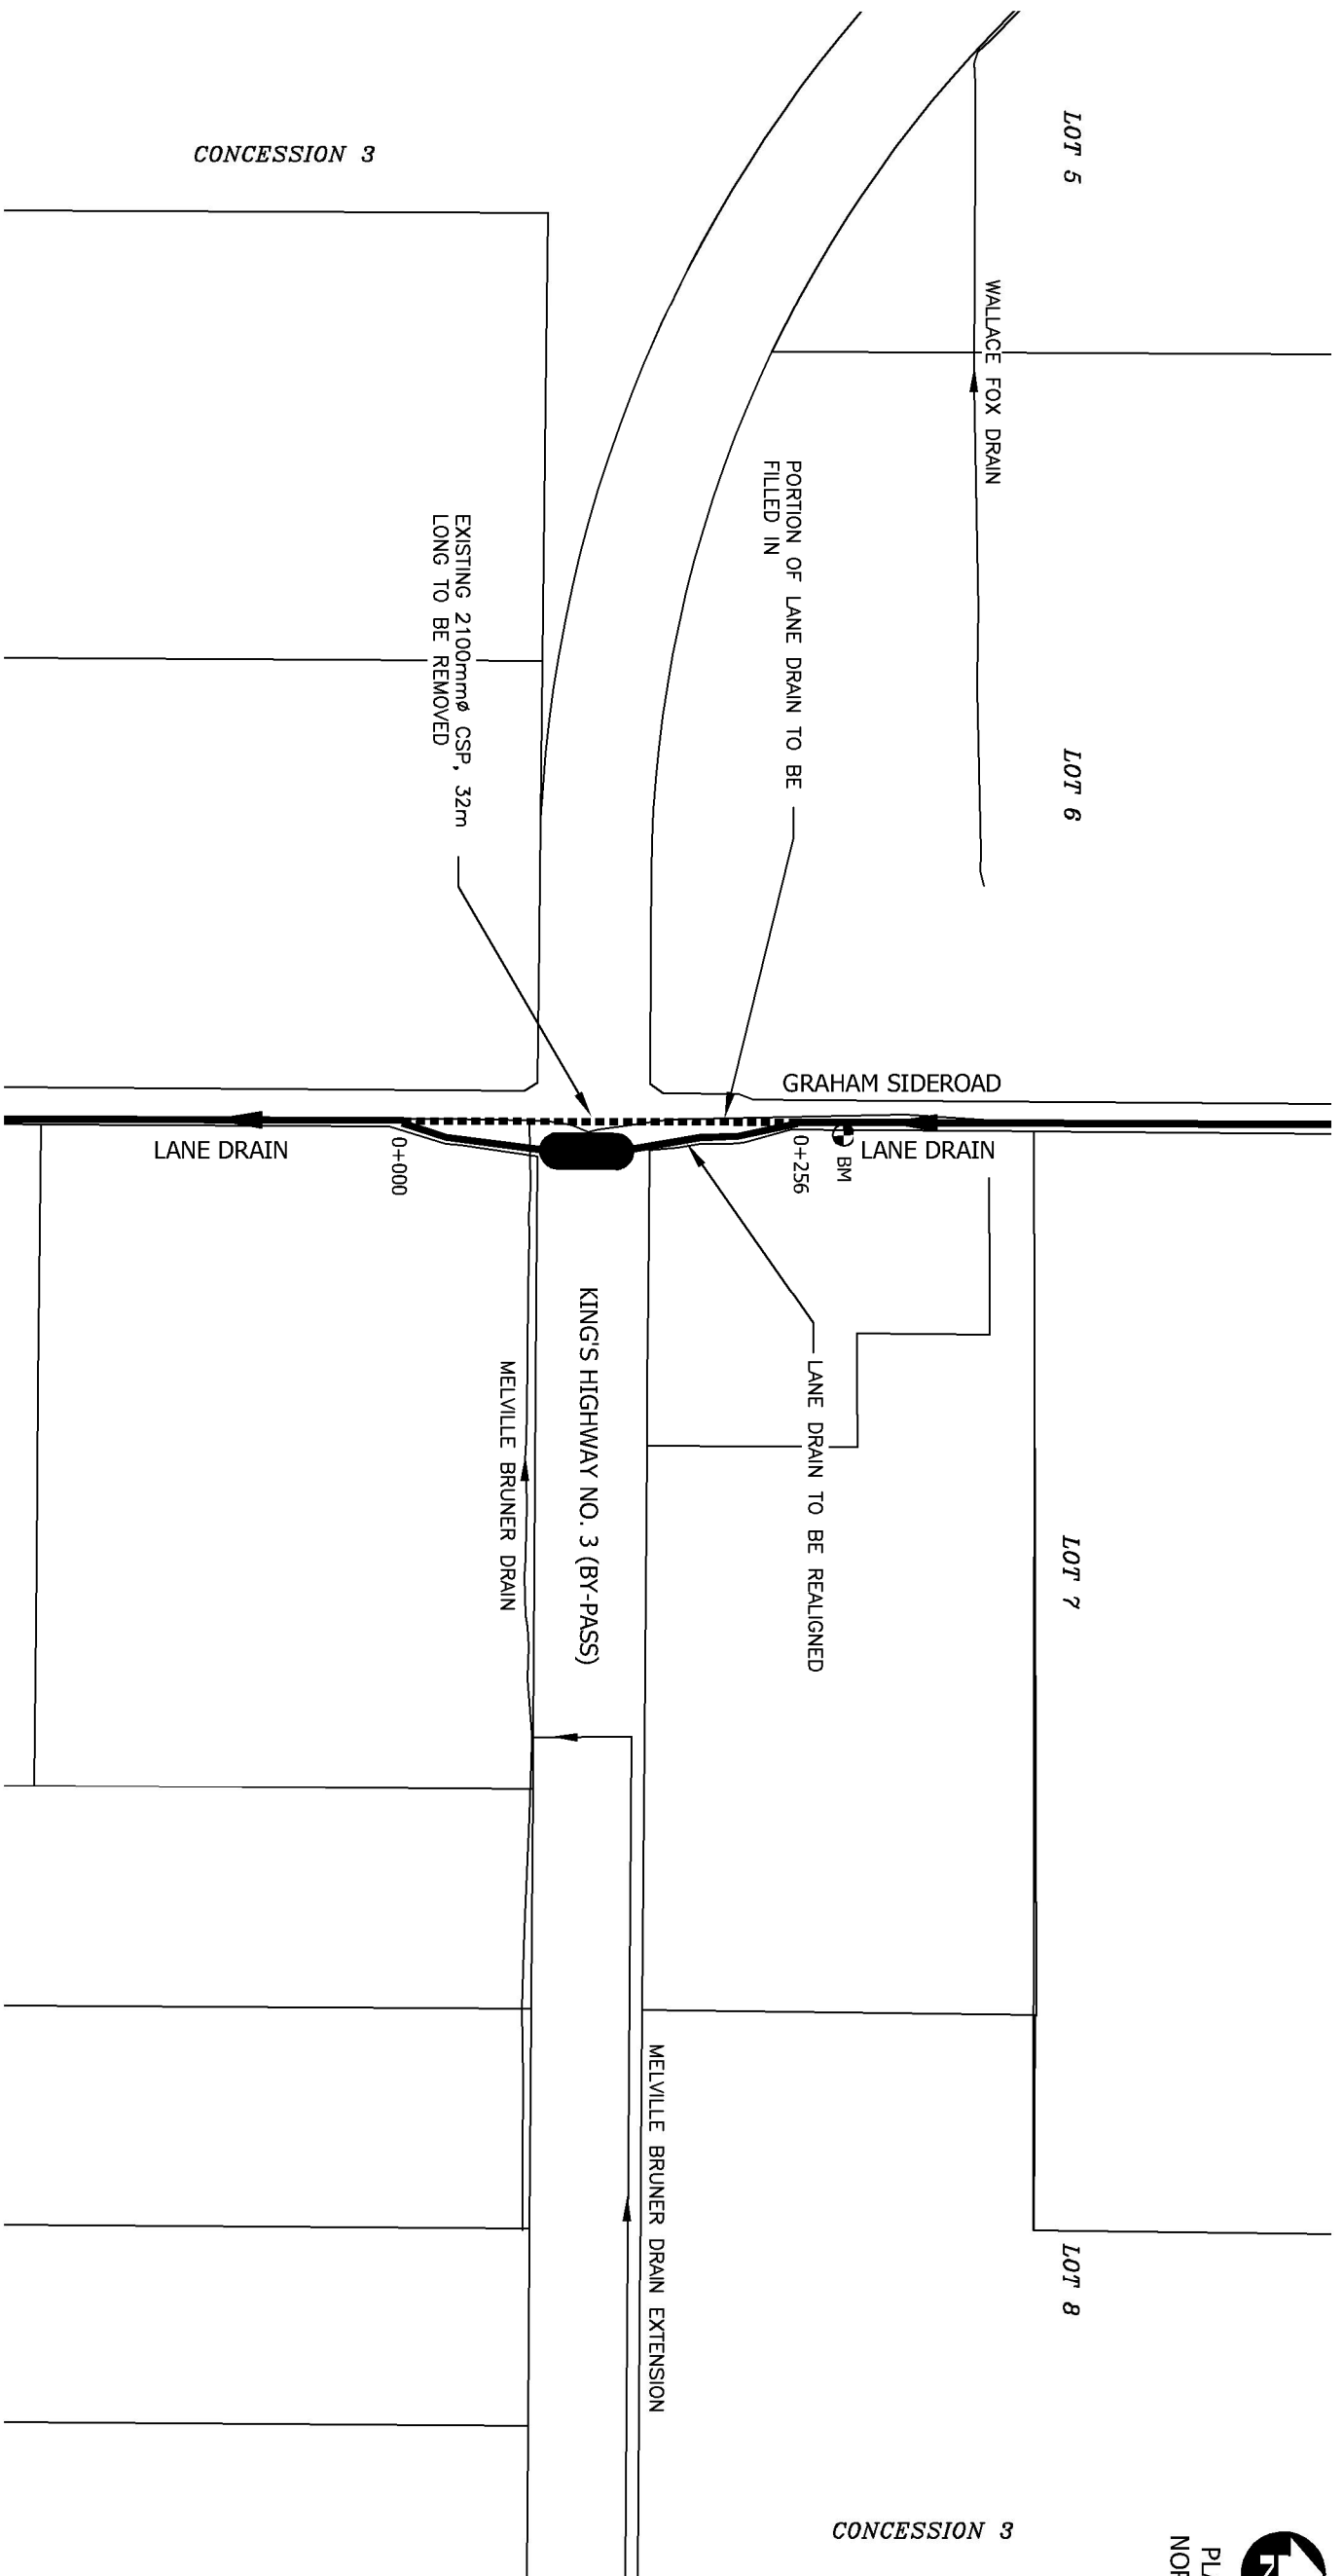 CONCESSION 3
LOT 5
WALLACE FOX DRAIN
PORTION OF LANE DRAIN TO BE
FILLED IN
EXISTING 2100mmø CSP, 32m
LONG TO BE REMOVED
LOT 6
GRAHAM SIDEROAD
LANE DRAIN
0+000
0+256
BM
LANE DRAIN
KING'S HIGHWAY NO. 3 (BY-PASS)
MELVILLE BRUNER DRAIN
LANE DRAIN TO BE REALIGNED
LOT 7
MELVILLE BRUNER DRAIN EXTENSION
LOT 8
CONCESSION 3
N